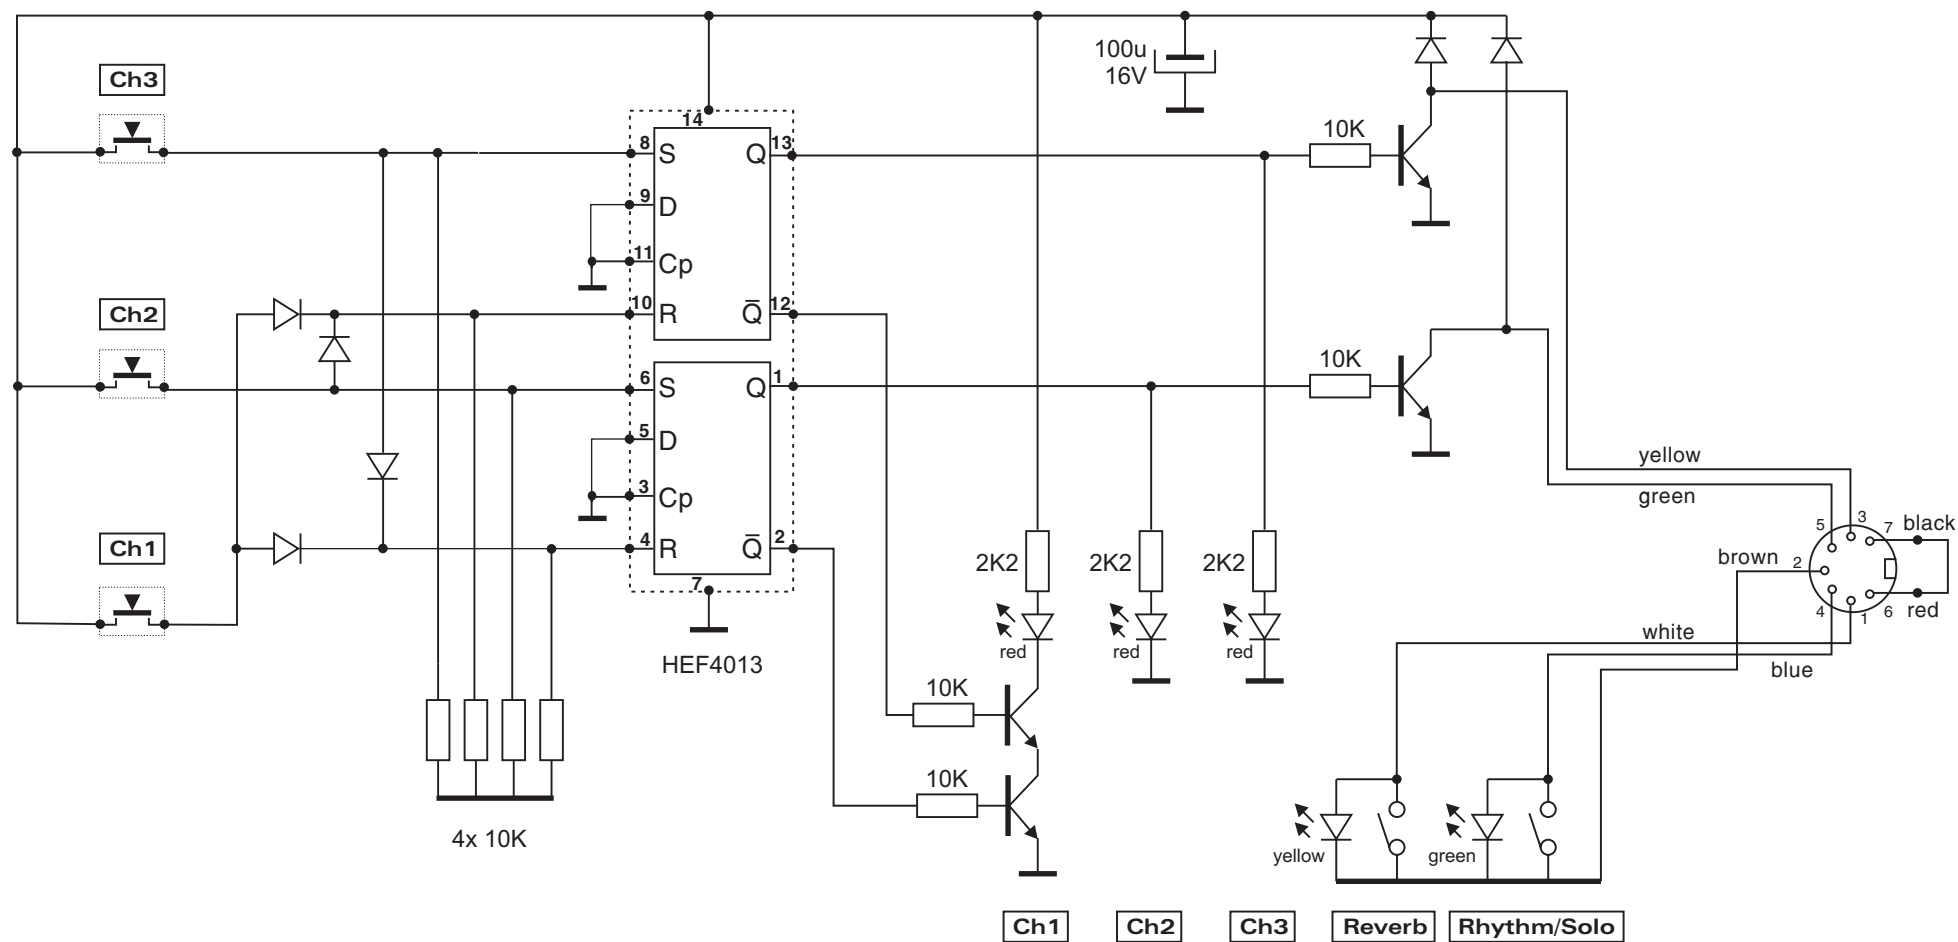 100u
16V
Ch3
14
8 S Q 13
10K
9 D
11 Cp
Ch2
10 R Q̅ 12
10K
6 S Q 1
5 D
yellow
3 Cp
green
5 3 7 black
Ch1
4 R Q̅ 2
2K2 2K2 2K2
brown 2
7
4 1 6 red
red red red
white
HEF4013
blue
10K
10K
4x 10K
yellow green
Ch1 Ch2 Ch3 Reverb Rhythm/Solo